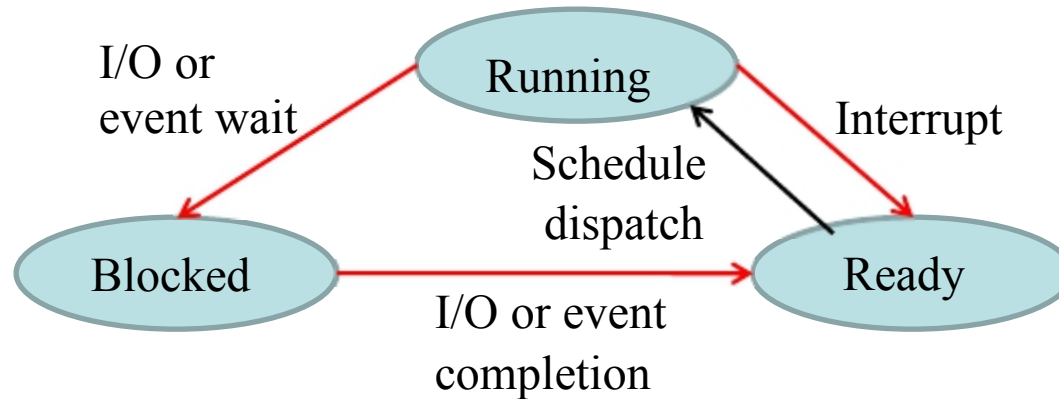 I/O or
event wait
Running
Interrupt
Schedule
dispatch
Blocked
Ready
I/O or event
completion